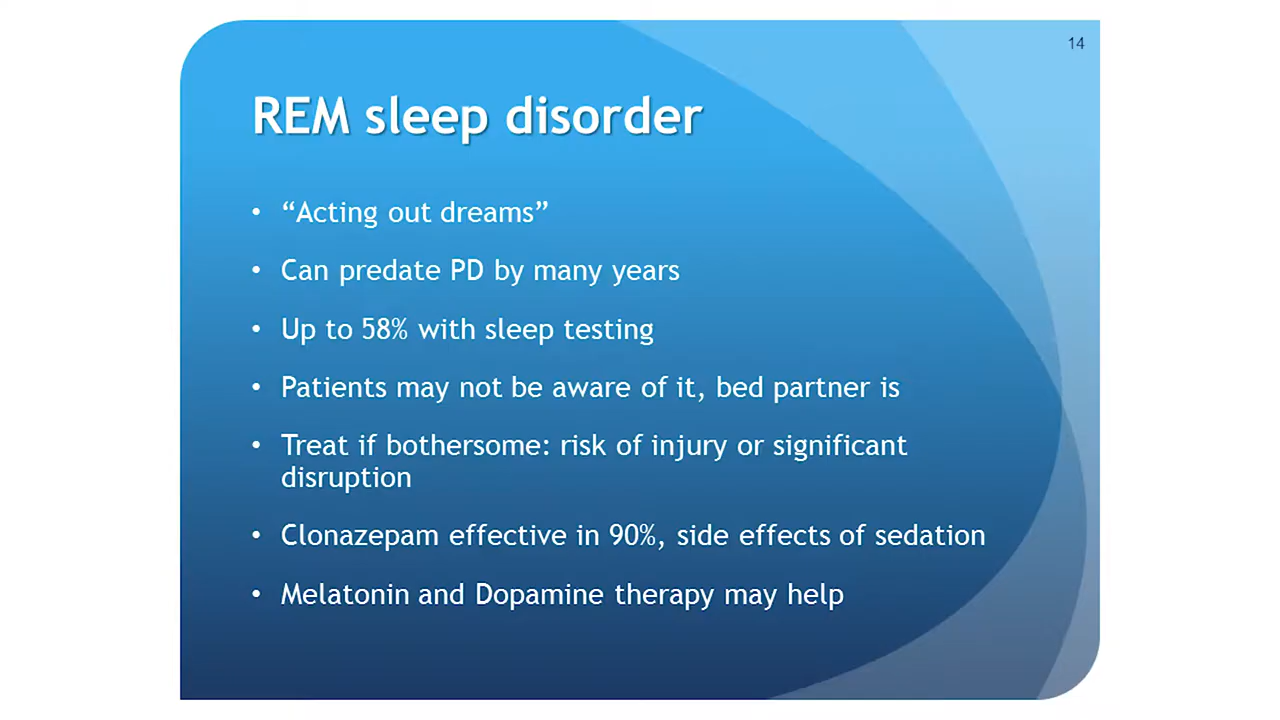 14
REM sleep disorder
• “Acting out dreams”
• Can predate PD by many years
• Up to 58% with sleep testing
• Patients may not be aware of it, bed partner is
• Treat if bothersome: risk of injury or significant
disruption
• Clonazepam effective in 90%, side effects of sedation
• Melatonin and Dopamine therapy may help